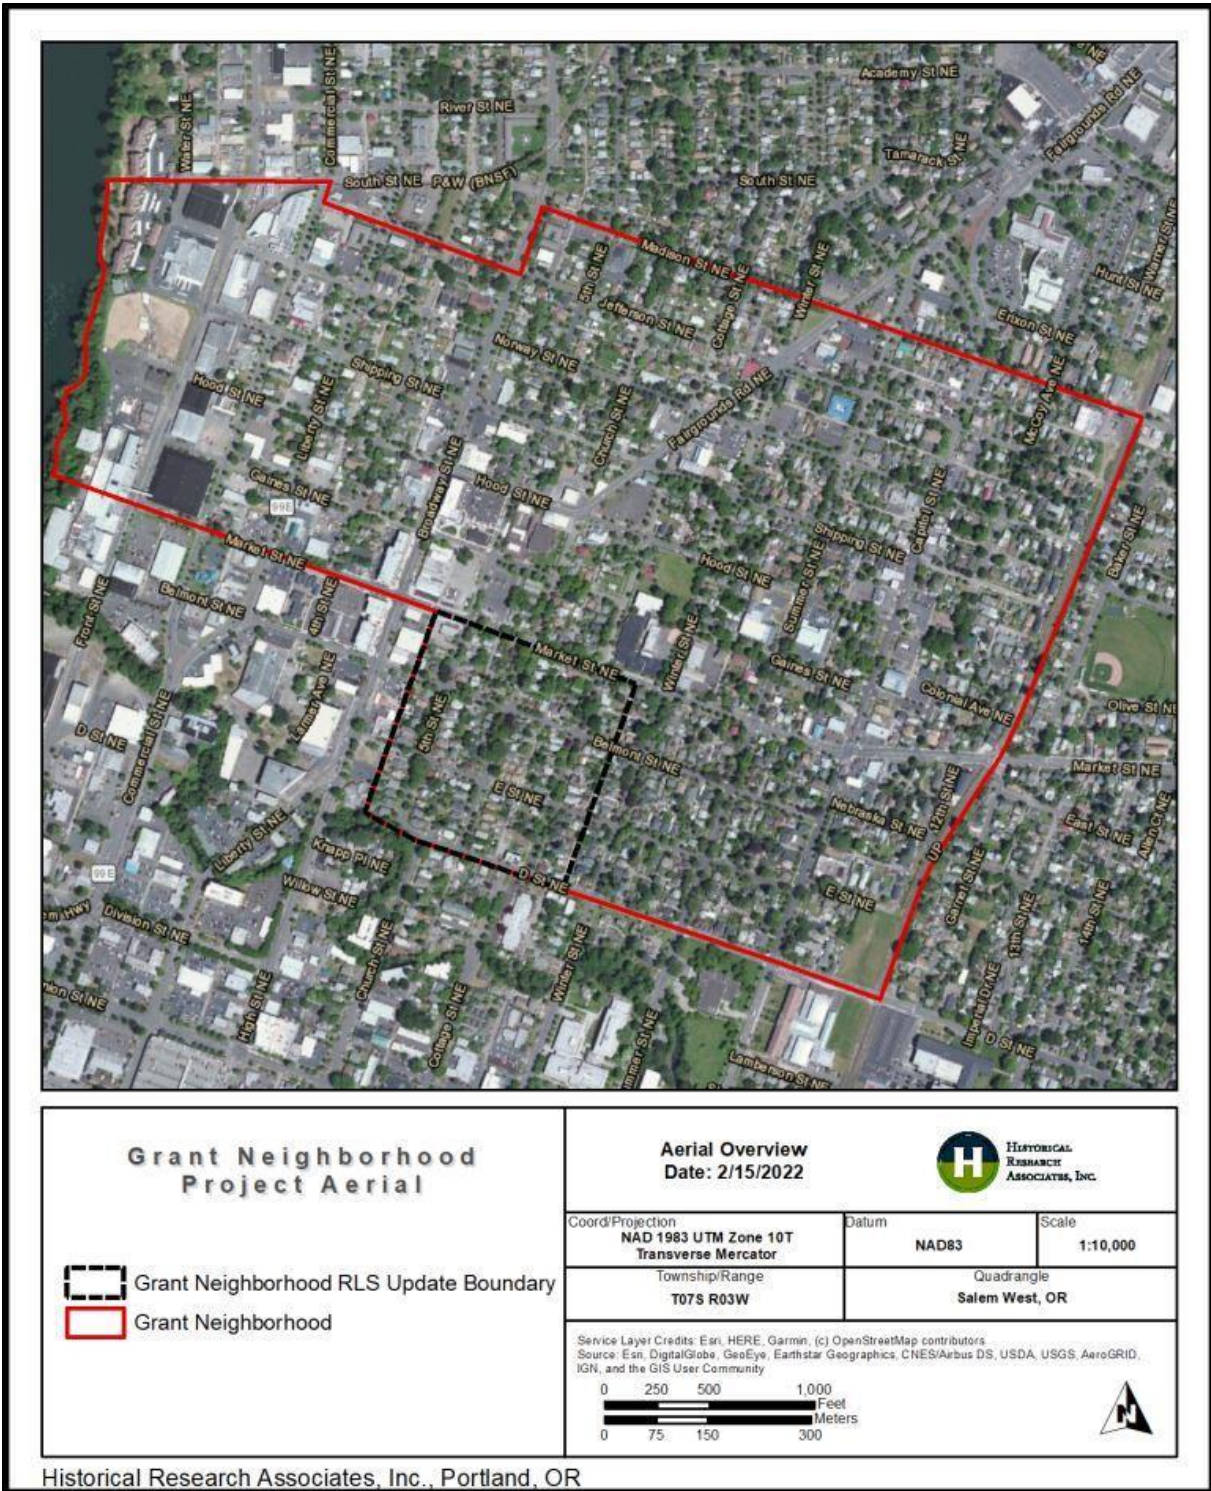 Academy St NE
River St NE
Water St NE
Commercial St NE
Fairgrounds Rd NE
Tamarack St NE
South St NE
P&W (BNSF)
South St NE
Warner St NE
Madison St NE
5th St NE
Cottage St NE
Winter St NE
Hunt St NE
Jefferson St NE
Erixon St NE
Norway St NE
Shipping St NE
McCoy Ave NE
Hood St NE
Liberty St NE
Church St NE
Fairgrounds Rd NE
Broadway St NE
Gaines St NE
Hood St NE
99E
Capitol St NE
Shipping St NE
Baker St NE
Market St NE
Hood St NE
Summer St NE
Belmont St NE
4th St NE
Front St NE
Market St NE
Winter St NE
Gaines St NE
Colonial Ave NE
Larmer Ave NE
5th St NE
Olive St NE
D St NE
Commercial St NE
Belmont St NE
Market St NE
E St NE
Nebraska St NE
12th St NE
East St NE
Allen Ct NE
Liberty St NE
Knapp Pl NE
UP
99E
Willow St NE
D St NE
E St NE
Garnet St NE
13th St NE
14th St NE
em Hwy
Division St NE
Church St NE
Winter St NE
nion St NE
High St NE
Cottage St NE
ummer St NE
Imperial Dr NE
D St NE
Lamberson St NE
Grant Neighborhood
Project Aerial
Grant Neighborhood RLS Update Boundary
Grant Neighborhood
Aerial Overview
Date: 2/15/2022
H
HISTORICAL
RESEARCH
ASSOCIATES, INC.
Coord/Projection
NAD 1983 UTM Zone 10T
Transverse Mercator
Datum
NAD83
Scale
1:10,000
Township/Range
T07S R03W
Quadrangle
Salem West, OR
Service Layer Credits: Esri, HERE, Garmin, (c) OpenStreetMap contributors
Source: Esri, DigitalGlobe, GeoEye, Earthstar Geographics, CNES/Airbus DS, USDA, USGS, AeroGRID,
IGN, and the GIS User Community
0 250 500 1,000
Feet
Meters
0 75 150 300
N
Historical Research Associates, Inc., Portland, OR